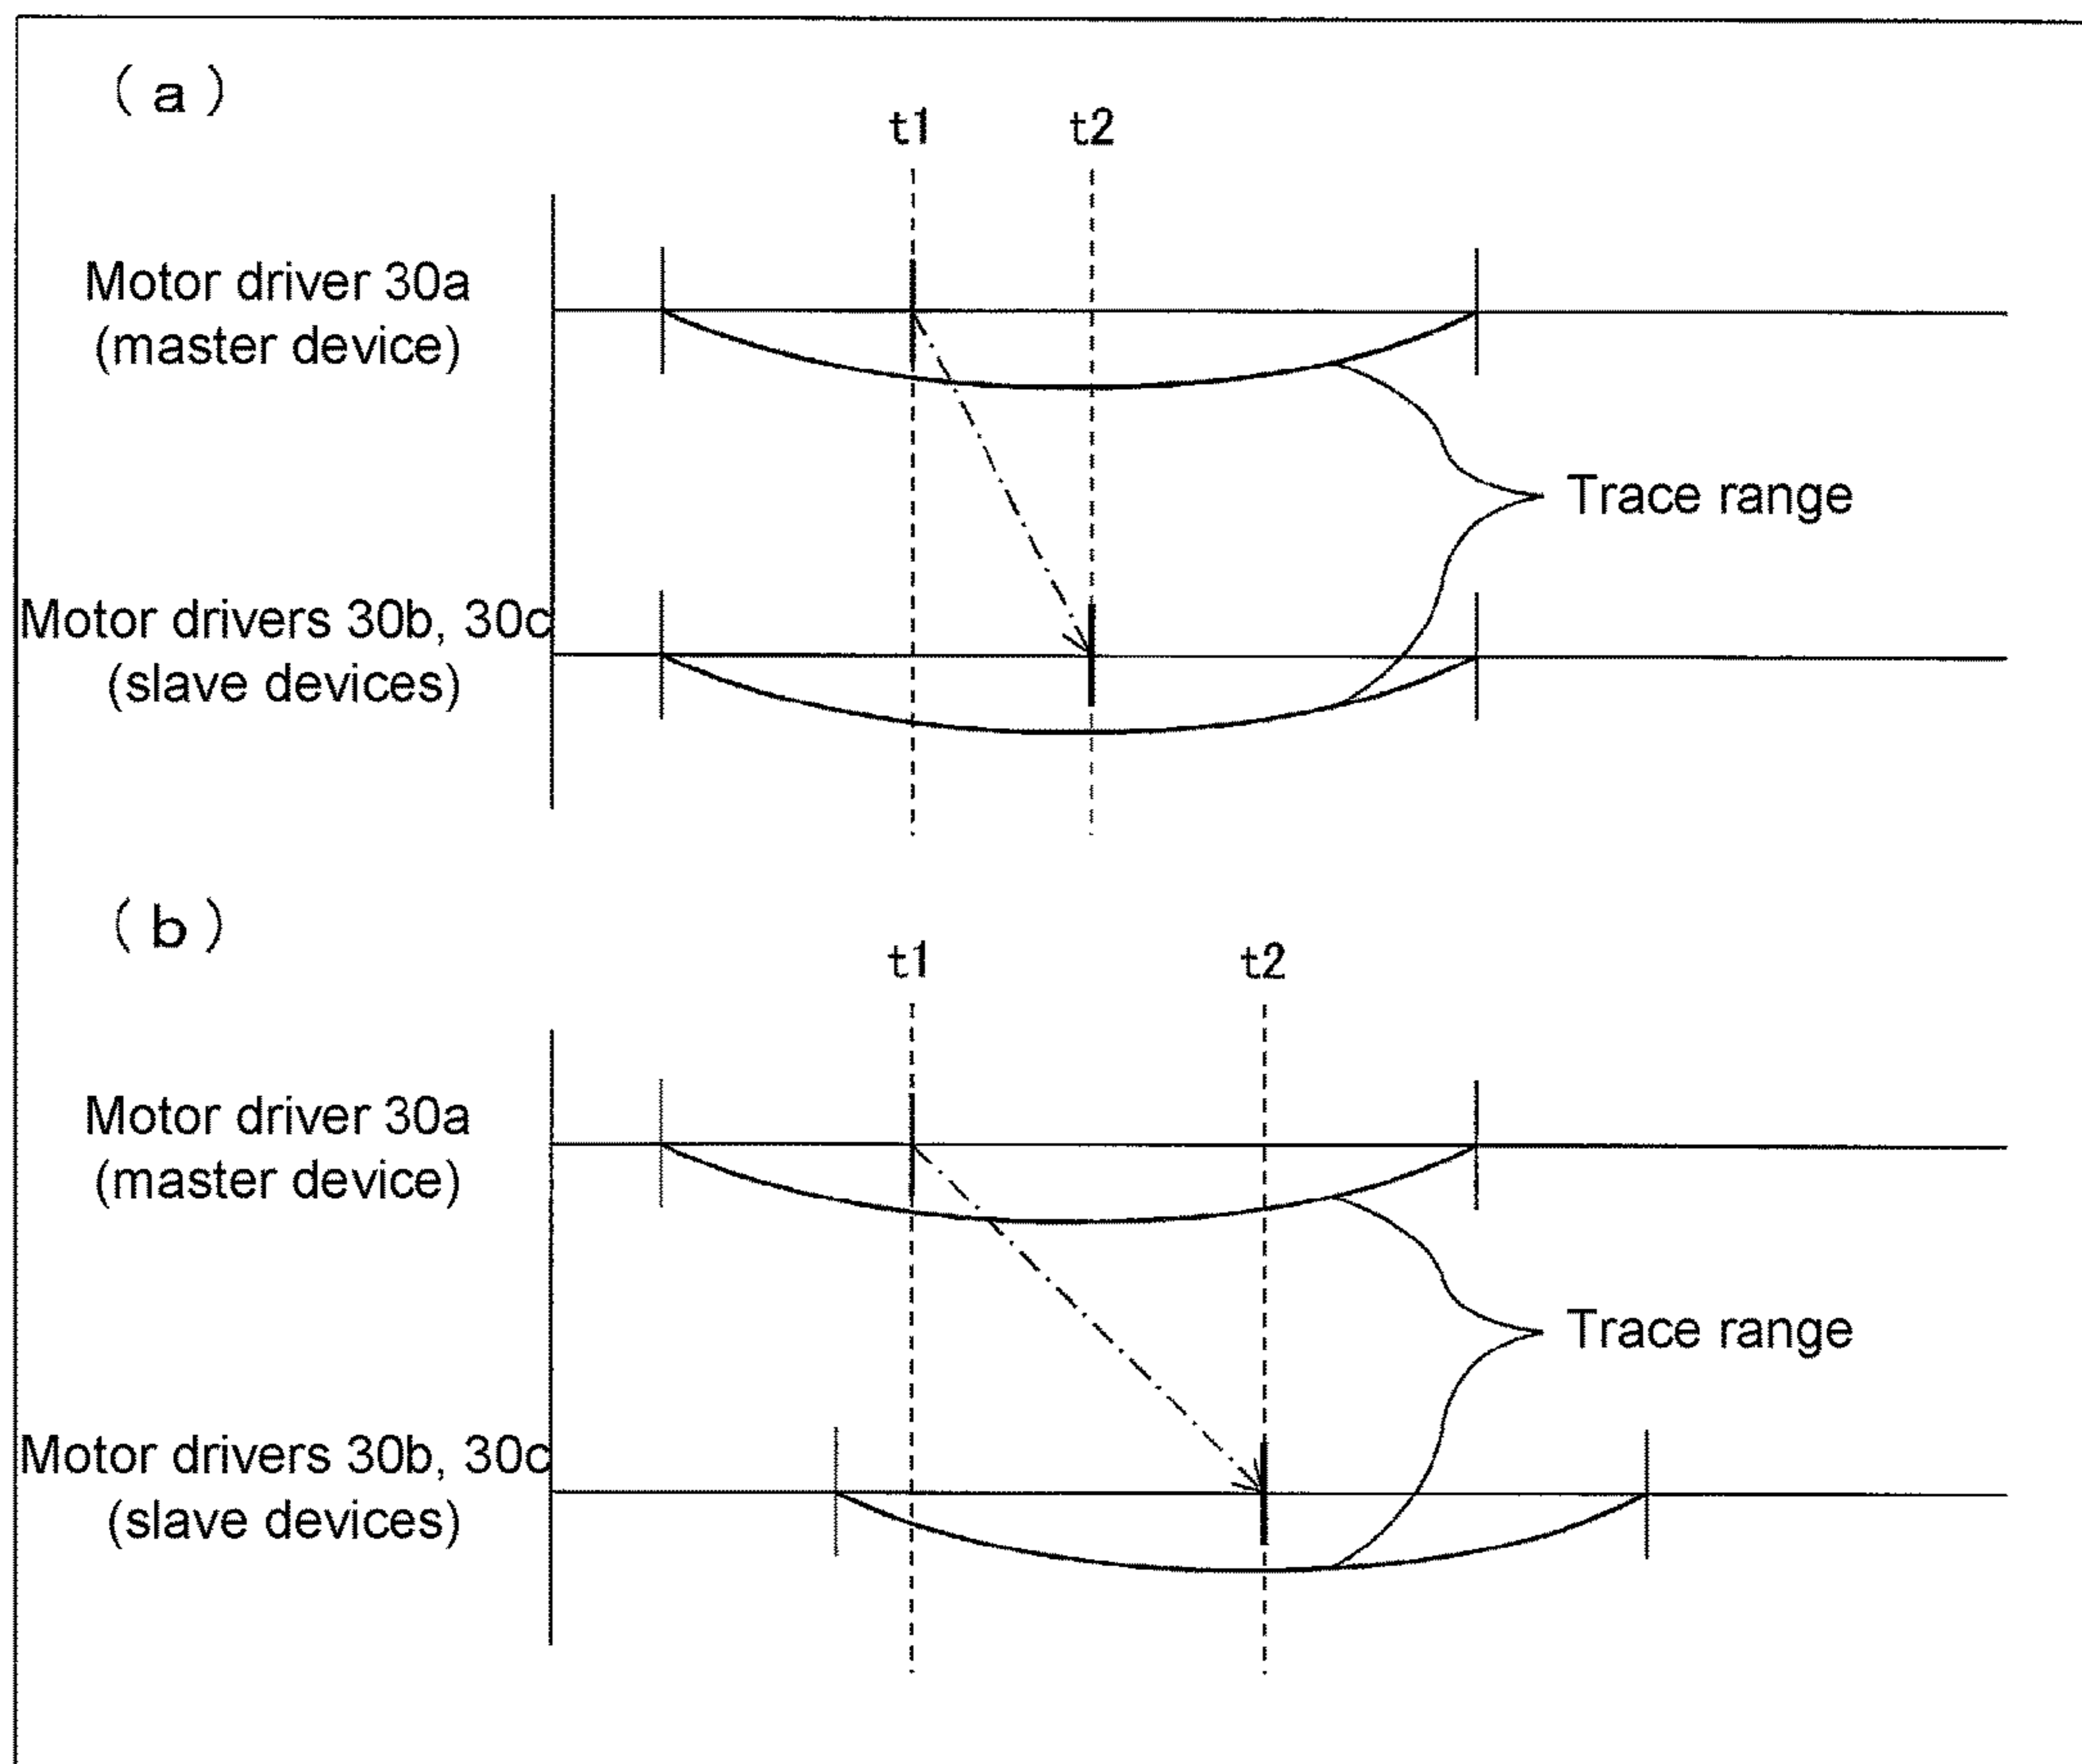 (a)
t1 t2
Motor driver 30a
(master device)
Trace range
Motor drivers 30b, 30c
(slave devices)
(b)
t1 t2
Motor driver 30a
(master device)
Trace range
Motor drivers 30b, 30c
(slave devices)